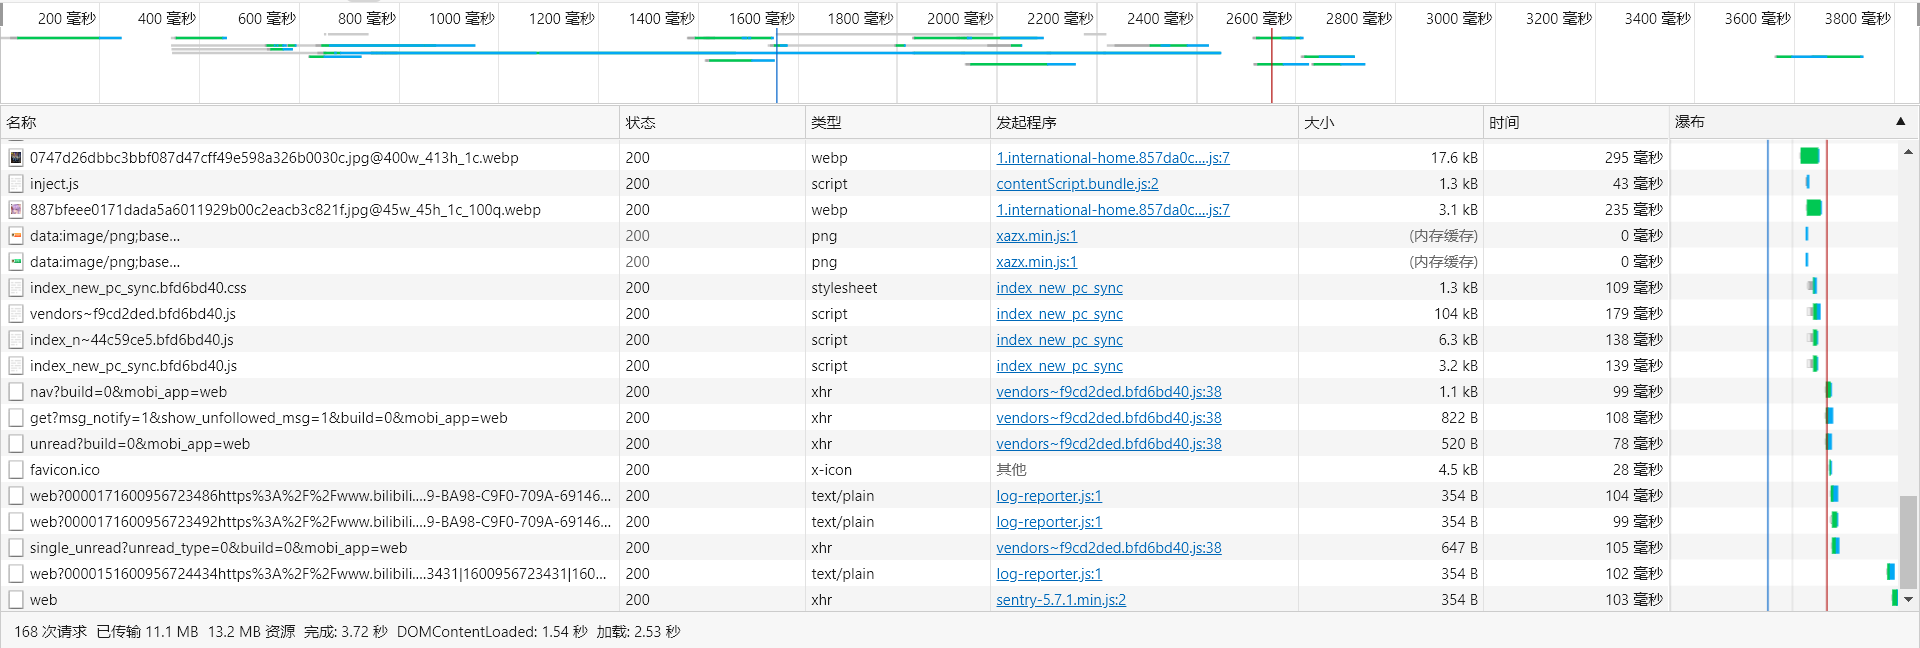 200 毫秒 400 毫秒 600 毫秒 800 毫秒 1000 毫秒 1200 毫秒 1400 毫秒 1600 毫秒 1800 毫秒 2000 毫秒 2200 毫秒 2400 毫秒 2600 毫秒 2800 毫秒 3000 毫秒 3200 毫秒 3400 毫秒 3600 毫秒 3800 毫秒
名称 状态 类型 发起程序 大小 时间 瀑布
0747d26dbbc3bbf087d47cff49e598a326b0030c.jpg@400w_413h_1c.webp 200 webp 1.international-home.857da0c....js:7 17.6 kB 295 毫秒
inject.js 200 script contentScript.bundle.js:2 1.3 kB 43 毫秒
887bfeee0171dada5a6011929b00c2eacb3c821f.jpg@45w_45h_1c_100q.webp 200 webp 1.international-home.857da0c....js:7 3.1 kB 235 毫秒
data:image/png;base... 200 png xazx.min.js:1 (内存缓存) 0 毫秒
data:image/png;base... 200 png xazx.min.js:1 (内存缓存) 0 毫秒
index_new_pc_sync.bfd6bd40.css 200 stylesheet index_new_pc_sync 1.3 kB 109 毫秒
vendors~f9cd2ded.bfd6bd40.js 200 script index_new_pc_sync 104 kB 179 毫秒
index_n~44c59ce5.bfd6bd40.js 200 script index_new_pc_sync 6.3 kB 138 毫秒
index_new_pc_sync.bfd6bd40.js 200 script index_new_pc_sync 3.2 kB 139 毫秒
nav?build=0&mobi_app=web 200 xhr vendors~f9cd2ded.bfd6bd40.js:38 1.1 kB 99 毫秒
get?msg_notify=1&show_unfollowed_msg=1&build=0&mobi_app=web 200 xhr vendors~f9cd2ded.bfd6bd40.js:38 822 B 108 毫秒
unread?build=0&mobi_app=web 200 xhr vendors~f9cd2ded.bfd6bd40.js:38 520 B 78 毫秒
favicon.ico 200 x-icon 其他 4.5 kB 28 毫秒
web?0000171600956723486https%3A%2F%2Fwww.bilibili....9-BA98-C9F0-709A-69146... 200 text/plain log-reporter.js:1 354 B 104 毫秒
web?0000171600956723492https%3A%2F%2Fwww.bilibili....9-BA98-C9F0-709A-69146... 200 text/plain log-reporter.js:1 354 B 99 毫秒
single_unread?unread_type=0&build=0&mobi_app=web 200 xhr vendors~f9cd2ded.bfd6bd40.js:38 647 B 105 毫秒
web?0000151600956724434https%3A%2F%2Fwww.bilibili....3431|1600956723431|160... 200 text/plain log-reporter.js:1 354 B 102 毫秒
web 200 xhr sentry-5.7.1.min.js:2 354 B 103 毫秒
168 次请求 已传输 11.1 MB 13.2 MB 资源 完成: 3.72 秒 DOMContentLoaded: 1.54 秒 加载: 2.53 秒